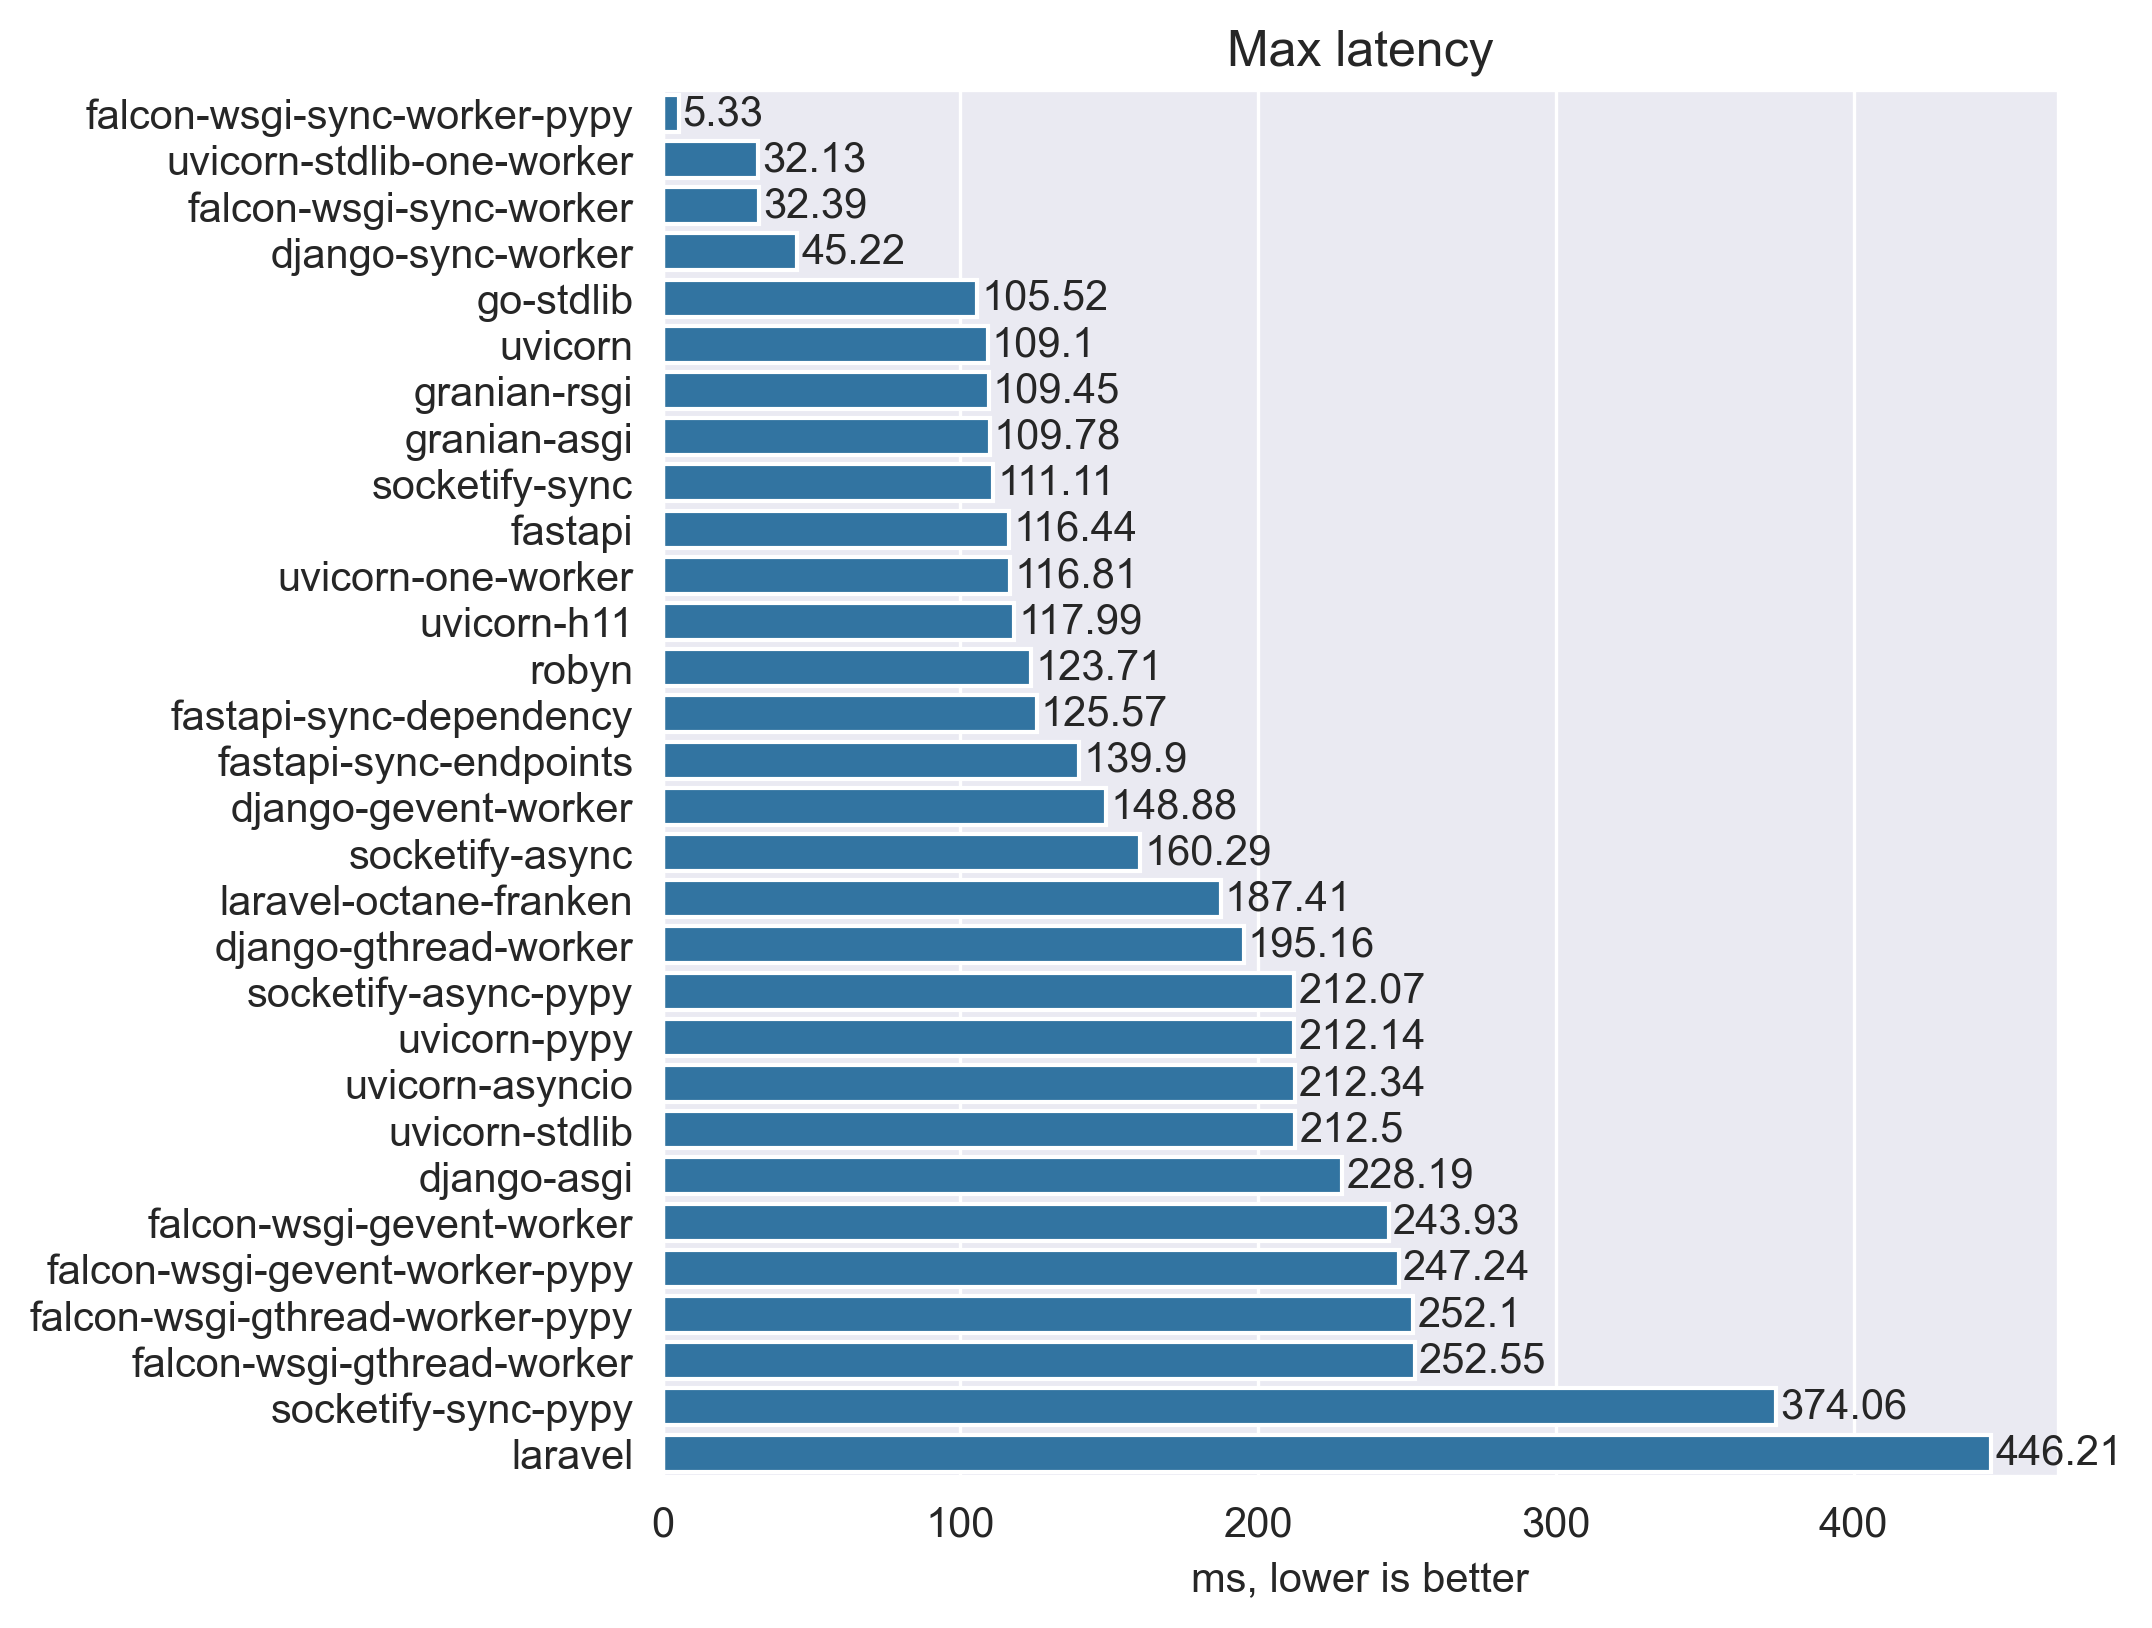 Max latency
falcon-wsgi-sync-worker-pypy 5.33
uvicorn-stdlib-one-worker 32.13
falcon-wsgi-sync-worker 32.39
django-sync-worker 45.22
go-stdlib 105.52
uvicorn 109.1
granian-rsgi 109.45
granian-asgi 109.78
socketify-sync 111.11
fastapi 116.44
uvicorn-one-worker 116.81
uvicorn-h11 117.99
robyn 123.71
fastapi-sync-dependency 125.57
fastapi-sync-endpoints 139.9
django-gevent-worker 148.88
socketify-async 160.29
laravel-octane-franken 187.41
django-gthread-worker 195.16
socketify-async-pypy 212.07
uvicorn-pypy 212.14
uvicorn-asyncio 212.34
uvicorn-stdlib 212.5
django-asgi 228.19
falcon-wsgi-gevent-worker 243.93
falcon-wsgi-gevent-worker-pypy 247.24
falcon-wsgi-gthread-worker-pypy 252.1
falcon-wsgi-gthread-worker 252.55
socketify-sync-pypy 374.06
laravel 446.21
0 100 200 300 400
ms, lower is better